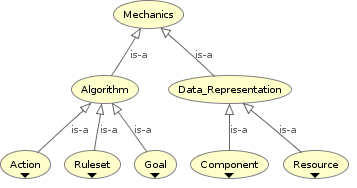 Mechanics
is-a
is-a
Algorithm
Data_Representation
is-a
is-a
is-a
is-a
is-a
Action
Ruleset
Goal
Component
Resource